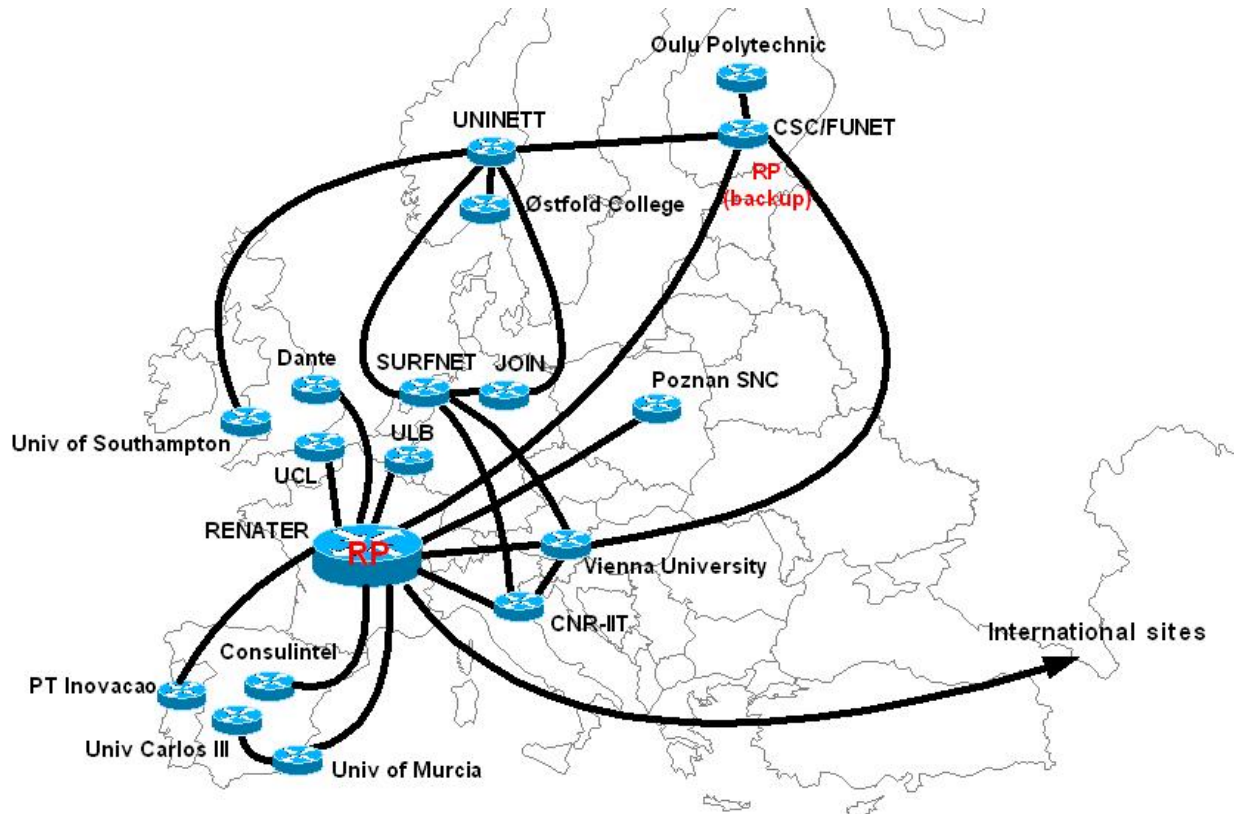 Oulu Polytechnic
UNINETT
CSC/FUNET
RP
(backup)
Østfold College
Dante
SURFNET
JOIN
Poznan SNC
Univ of Southampton
ULB
UCL
RENATER
RP
Vienna University
CNR-IIT
International sites
Consulintel
PT Inovacao
Univ Carlos III
Univ of Murcia